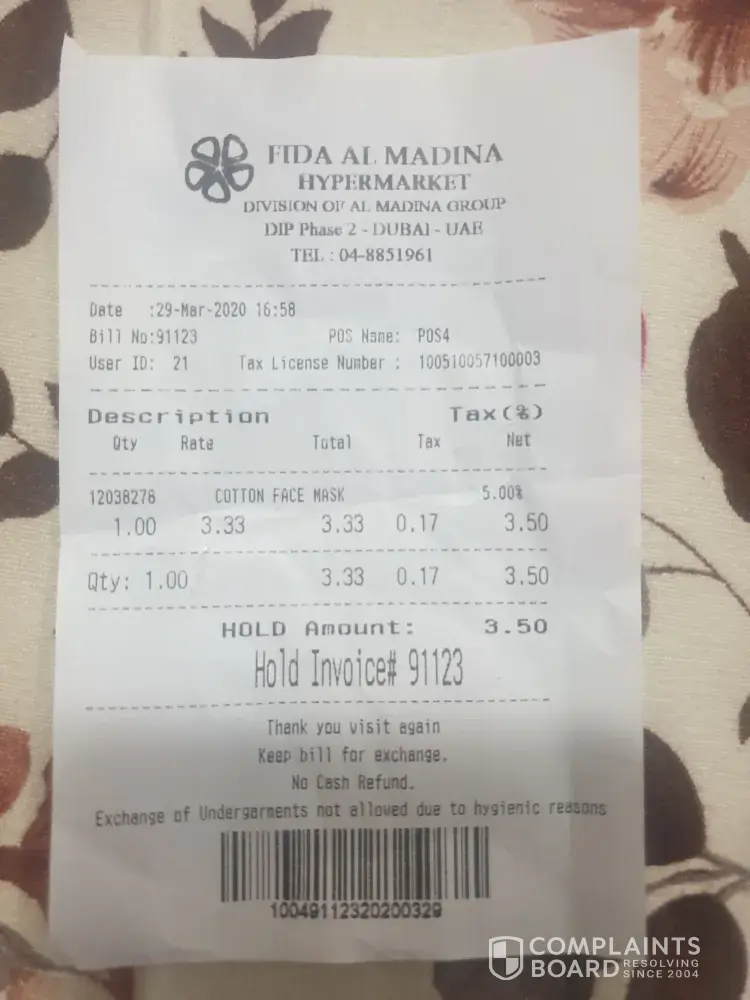 FIDA AL MADINA
HYPERMARKET
DIVISION OF AL MADINA GROUP
DIP Phase 2 - DUBAI - UAE
TEL : 04-8851961
Date :29-Mar-2020 16:58
Bill No:91123 POS Name: POS4
User ID: 21 Tax License Number : 100510057100003
Description Tax(%)
Qty Rate Total Tax Net
12038278 COTTON FACE MASK 5.00%
1.00 3.33 3.33 0.17 3.50
Qty: 1.00 3.33 0.17 3.50
HOLD Amount: 3.50
Hold Invoice# 91123
Thank you visit again
Keep bill for exchange.
No Cash Refund.
Exchange of Undergarments not allowed due to hygienic reasons
10049112320200329
COMPLAINTS
BOARD RESOLVING
SINCE 2004